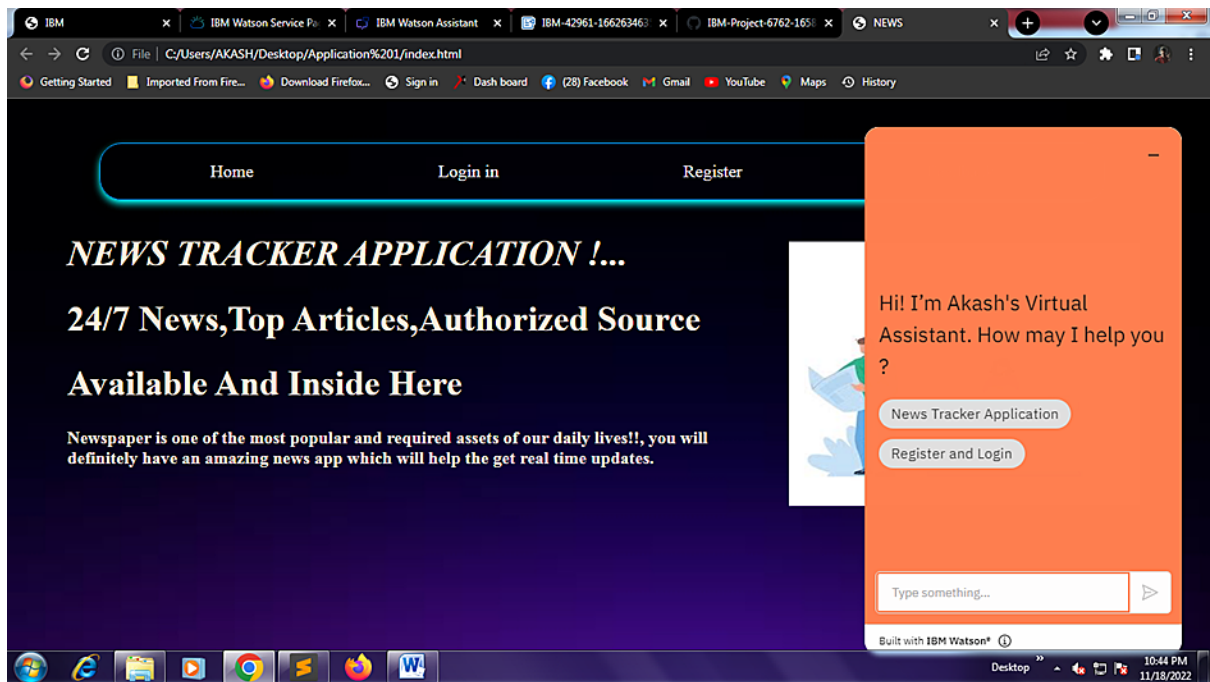 IBM
IBM Watson Service Pa
IBM Watson Assistant
IBM-42961-16626346
IBM-Project-6762-1658
NEWS
File C:/Users/AKASH/Desktop/Application%201/index.html
Getting Started
Imported From Fire...
Download Firefox...
Sign in
Dash board
(28) Facebook
Gmail
YouTube
Maps
History
Home
Login in
Register
NEWS TRACKER APPLICATION !...
24/7 News,Top Articles,Authorized Source
Available And Inside Here
Newspaper is one of the most popular and required assets of our daily lives!!, you will
definitely have an amazing news app which will help the get real time updates.
Hi! I’m Akash's Virtual
Assistant. How may I help you
?
News Tracker Application
Register and Login
Type something...
Built with IBM Watson®
Desktop
10:44 PM
11/18/2022